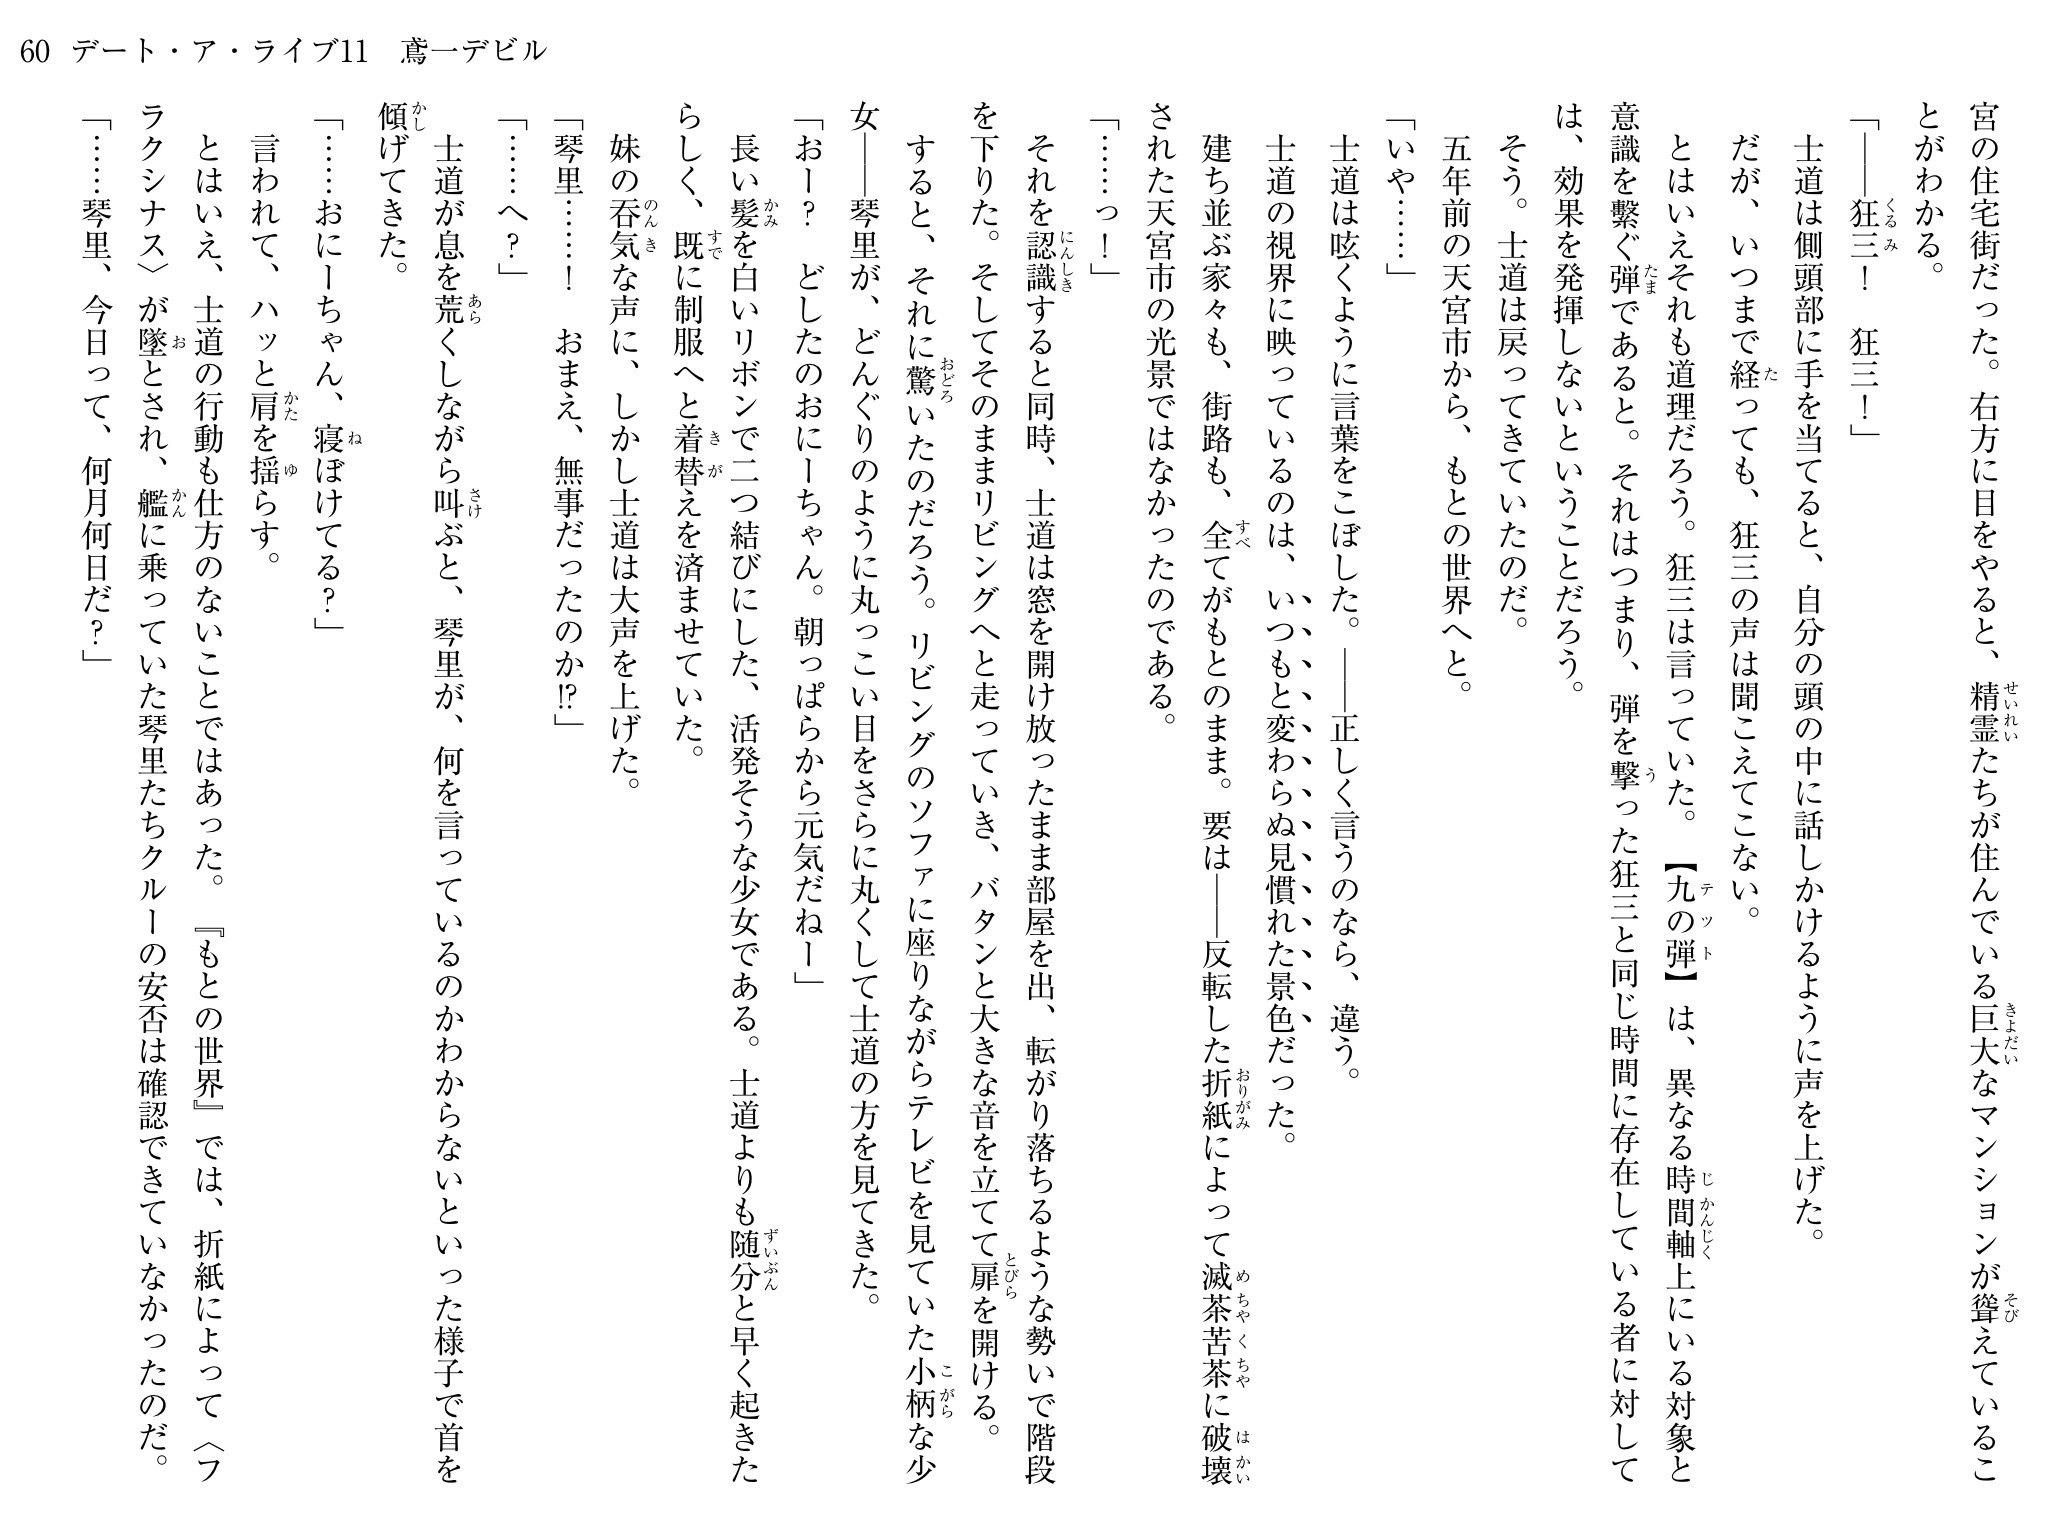 60 デート・ア・ライブ11　鳶一デビル
宮の住宅街だった。右方に目をやると、精霊たちが住んでいる巨大なマンションが聳えているこ
とがわかる。
「――狂三！　狂三！」
　士道は側頭部に手を当てると、自分の頭の中に話しかけるように声を上げた。
　だが、いつまで経っても、狂三の声は聞こえてこない。
　とはいえそれも道理だろう。狂三は言っていた。【九の弾】は、異なる時間軸上にいる対象と
意識を繋ぐ弾であると。それはつまり、弾を撃った狂三と同じ時間に存在している者に対して
は、効果を発揮しないということだろう。
　そう。士道は戻ってきていたのだ。
　五年前の天宮市から、もとの世界へと。
「いや……」
　士道は呟くように言葉をこぼした。――正しく言うのなら、違う。
　士道の視界に映っているのは、いつもと変わらぬ見慣れた景色だった。
　建ち並ぶ家々も、街路も、全てがもとのまま。要は――反転した折紙によって滅茶苦茶に破壊
された天宮市の光景ではなかったのである。
「……っ！」
　それを認識すると同時、士道は窓を開け放ったまま部屋を出、転がり落ちるような勢いで階段
を下りた。そしてそのままリビングへと走っていき、バタンと大きな音を立てて扉を開ける。
　すると、それに驚いたのだろう。リビングのソファに座りながらテレビを見ていた小柄な少
女――琴里が、どんぐりのように丸っこい目をさらに丸くして士道の方を見てきた。
「おー？　どしたのおにーちゃん。朝っぱらから元気だねー」
　長い髪を白いリボンで二つ結びにした、活発そうな少女である。士道よりも随分と早く起きた
らしく、既に制服へと着替えを済ませていた。
　妹の呑気な声に、しかし士道は大声を上げた。
「琴里……！　おまえ、無事だったのか!?」
「……へ？」
　士道が息を荒くしながら叫ぶと、琴里が、何を言っているのかわからないといった様子で首を
傾げてきた。
「……おにーちゃん、寝ぼけてる？」
　言われて、ハッと肩を揺らす。
　とはいえ、士道の行動も仕方のないことではあった。『もとの世界』では、折紙によって〈フ
ラクシナス〉が墜とされ、艦に乗っていた琴里たちクルーの安否は確認できていなかったのだ。
「……琴里、今日って、何月何日だ？」